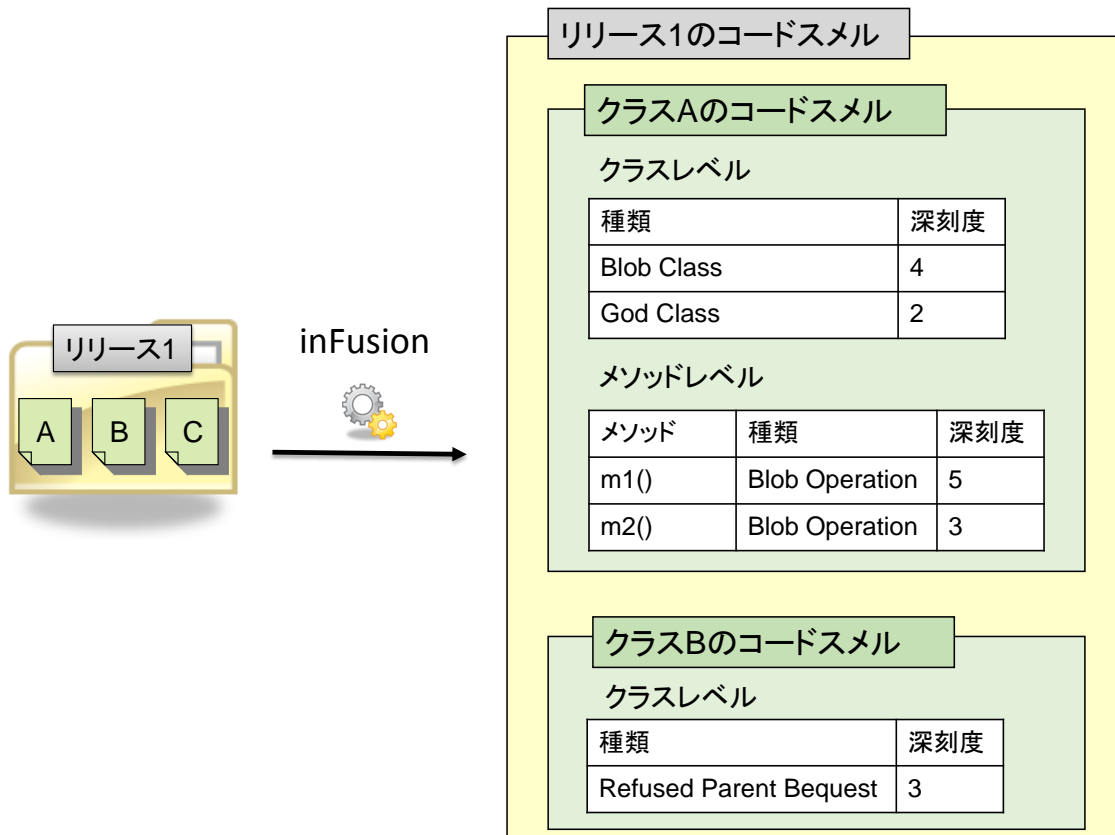 リリース1
A B C
inFusion
リリース1のコードスメル
クラスAのコードスメル
クラスレベル
種類 深刻度
Blob Class 4
God Class 2
メソッドレベル
メソッド 種類 深刻度
m1() Blob Operation 5
m2() Blob Operation 3
クラスBのコードスメル
クラスレベル
種類 深刻度
Refused Parent Bequest 3